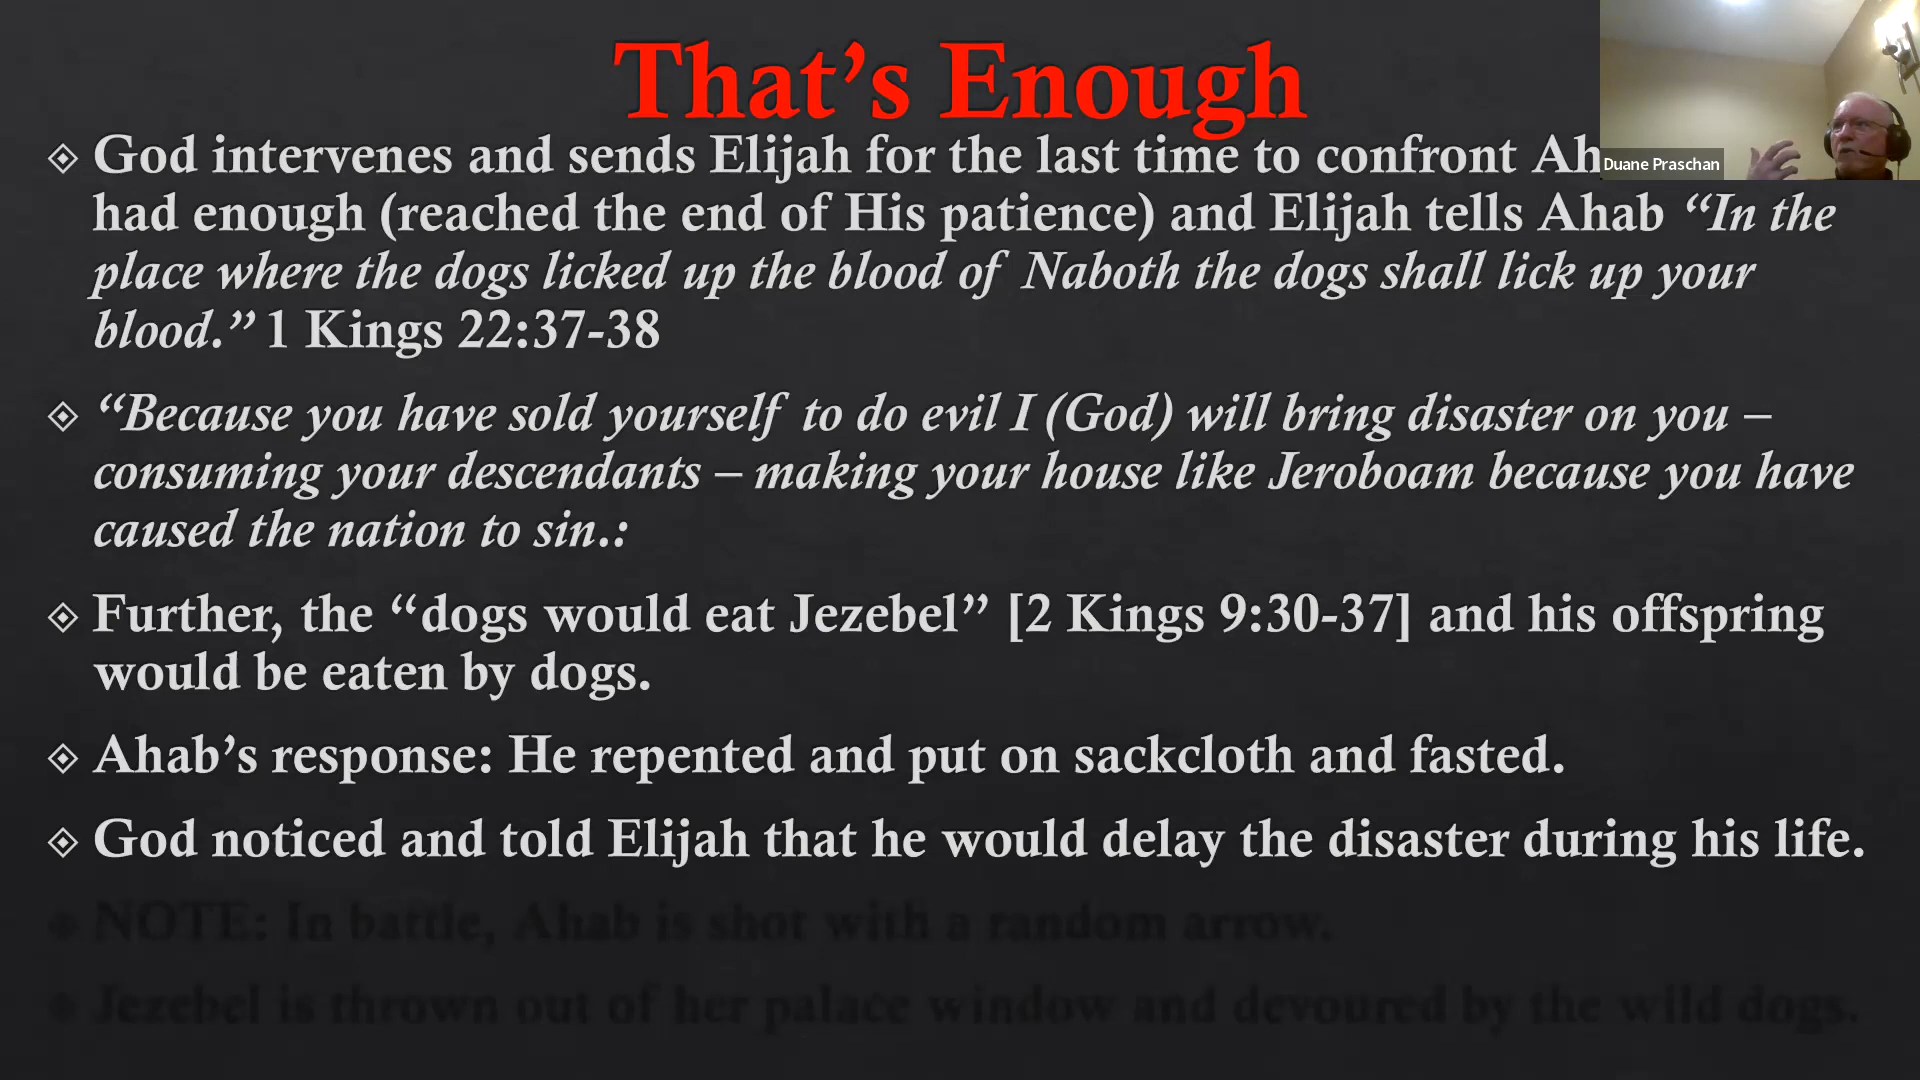 That’s Enough
◈ God intervenes and sends Elijah for the last time to confront Ah
had enough (reached the end of His patience) and Elijah tells Ahab “In the
place where the dogs licked up the blood of Naboth the dogs shall lick up your
blood.” 1 Kings 22:37-38
◈ “Because you have sold yourself to do evil I (God) will bring disaster on you –
consuming your descendants – making your house like Jeroboam because you have
caused the nation to sin.:
◈ Further, the “dogs would eat Jezebel” [2 Kings 9:30-37] and his offspring
would be eaten by dogs.
◈ Ahab’s response: He repented and put on sackcloth and fasted.
◈ God noticed and told Elijah that he would delay the disaster during his life.
◈ NOTE: In battle, Ahab is shot with a random arrow.
◈ Jezebel is thrown out of her palace window and devoured by the wild dogs.
Duane Praschan